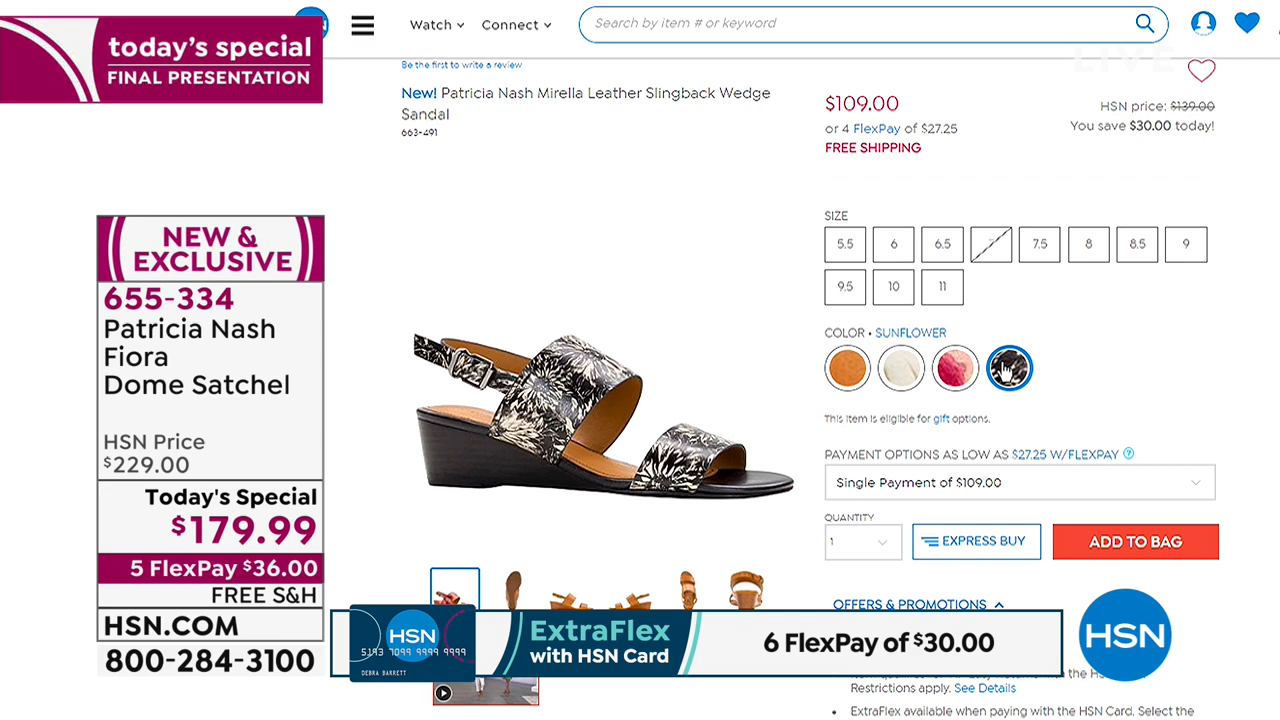 today's special
FINAL PRESENTATION
Watch
Connect
Search by item # or keyword
LIVE
Be the first to write a review
New! Patricia Nash Mirella Leather Slingback Wedge
Sandal
663-491
$109.00
or 4 FlexPay of $27.25
FREE SHIPPING
HSN price: $139.00
You save $30.00 today!
SIZE
5.5 6 6.5 7 7.5 8 8.5 9
9.5 10 11
COLOR • SUNFLOWER
This item is eligible for gift options.
PAYMENT OPTIONS AS LOW AS $27.25 W/FLEXPAY ?
Single Payment of $109.00
QUANTITY
1
EXPRESS BUY
ADD TO BAG
OFFERS & PROMOTIONS
Restrictions apply. See Details
• ExtraFlex available when paying with the HSN Card. Select the
NEW &
EXCLUSIVE
655-334
Patricia Nash
Fiora
Dome Satchel
HSN Price
$229.00
Today's Special
$179.99
5 FlexPay $36.00
FREE S&H
HSN.COM
800-284-3100
HSN
5193 7099 9999 9999
DEBRA BARRETT
ExtraFlex
with HSN Card
6 FlexPay of $30.00
HSN